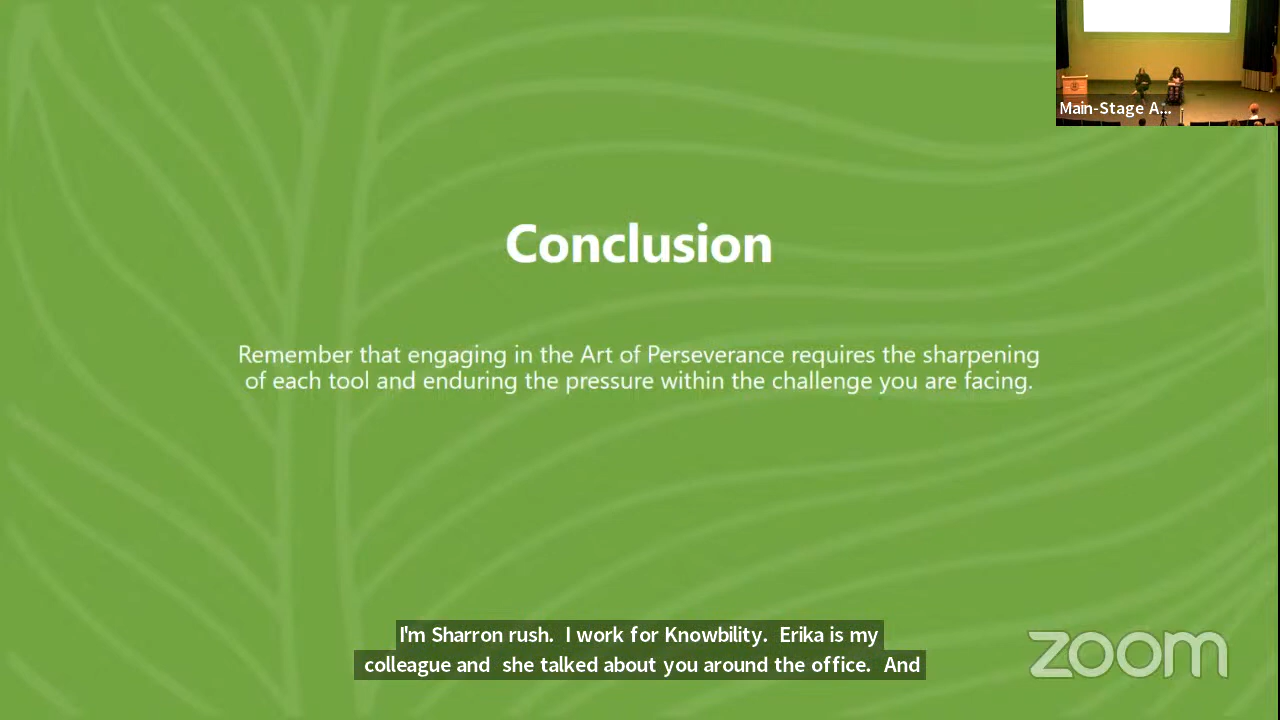 Main-Stage A...
Conclusion
Remember that engaging in the Art of Perseverance requires the sharpening
of each tool and enduring the pressure within the challenge you are facing.
I'm Sharron rush.  I work for Knowbility.  Erika is my
colleague and  she talked about you around the office.  And
zoom